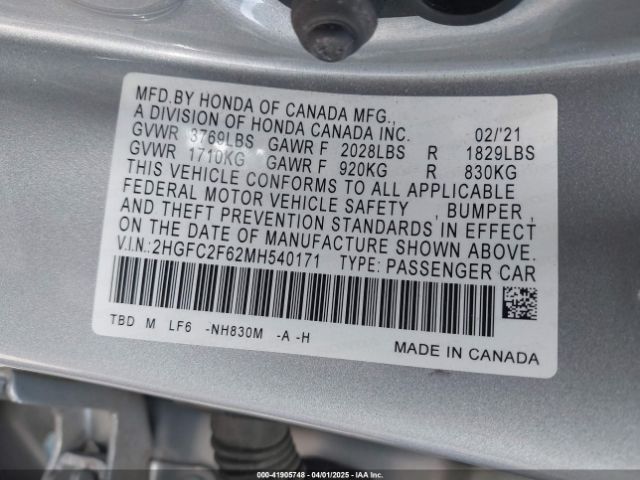 MFD.BY HONDA OF CANADA MFG.,
A DIVISION OF HONDA CANADA INC. 02/'21
GVWR 3769LBS GAWR F 2028LBS R 1829LBS
GVWR 1710KG GAWR F 920KG R 830KG
THIS VEHICLE CONFORMS TO ALL APPLICABLE
FEDERAL MOTOR VEHICLE SAFETY , BUMPER ,
AND THEFT PREVENTION STANDARDS IN EFFECT
ON THE DATE OF MANUFACTURE SHOWN ABOVE.
V.I.N:2HGFC2F62MH540171 TYPE: PASSENGER CAR
TBD M LF6 -NH830M -A -H
MADE IN CANADA
000-41905748 - 04/01/2025 - IAA Inc.